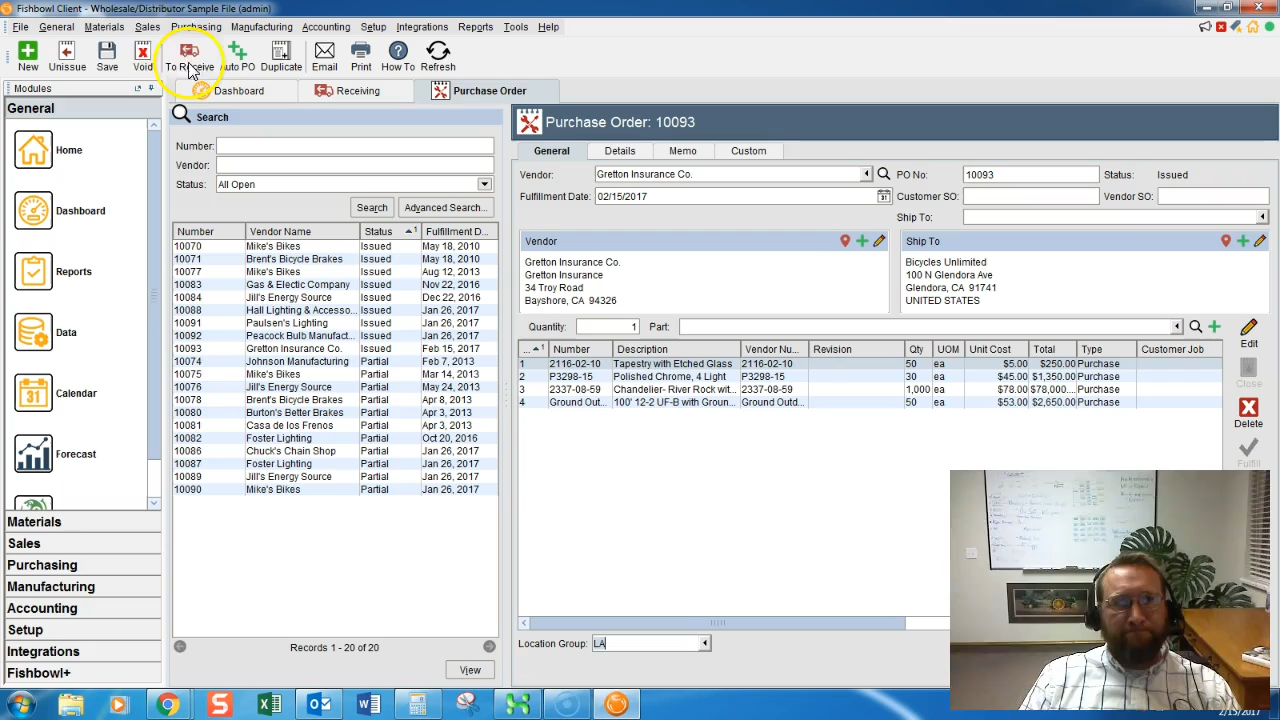 Fishbowl Client - Wholesale/Distributor Sample File (admin)
File General Materials Sales Purchasing Manufacturing Accounting Setup Integrations Reports Tools Help
New Unissue Save Void To Receive Auto PO Duplicate Email Print How To Refresh
Modules
Dashboard Receiving Purchase Order
General
Home
Dashboard
Reports
Data
31
Calendar
Forecast
Materials
Sales
Purchasing
Manufacturing
Accounting
Setup
Integrations
Fishbowl+
Search
Number:
Vendor:
Status: All Open
Search Advanced Search...
Number Vendor Name Status 1 Fulfillment D...
10070 Mike's Bikes Issued May 18, 2010
10071 Brent's Bicycle Brakes Issued May 18, 2010
10077 Mike's Bikes Issued Aug 12, 2013
10083 Gas & Electic Company Issued Nov 22, 2016
10084 Jill's Energy Source Issued Dec 22, 2016
10088 Hall Lighting & Accesso... Issued Jan 26, 2017
10091 Paulsen's Lighting Issued Jan 26, 2017
10092 Peacock Bulb Manufact... Issued Jan 26, 2017
10093 Gretton Insurance Co. Issued Feb 15, 2017
10074 Johnson Manufacturing Partial Feb 7, 2013
10075 Mike's Bikes Partial Mar 14, 2013
10076 Jill's Energy Source Partial Mar 23, 2013
10078 Brent's Bicycle Brakes Partial Apr 8, 2013
10080 Burton's Better Brakes Partial Apr 3, 2013
10081 Casa de los Frenos Partial Apr 3, 2013
10082 Foster Lighting Partial Oct 20, 2016
10086 Chuck's Chain Shop Partial Jan 26, 2017
10087 Foster Lighting Partial Jan 26, 2017
10089 Jill's Energy Source Partial Jan 26, 2017
10090 Mike's Bikes Partial Jan 26, 2017
Records 1 - 20 of 20
View
Purchase Order: 10093
General Details Memo Custom
Vendor: Gretton Insurance Co. PO No: 10093 Status: Issued
Fulfillment Date: 02/15/2017 Customer SO: Vendor SO:
Ship To:
Vendor
Gretton Insurance Co.
Gretton Insurance
34 Troy Road
Bayshore, CA 94326
Ship To
Bicycles Unlimited
100 N Glendora Ave
Glendora, CA 91741
UNITED STATES
Quantity: 1 Part:
... 1 Number Description Vendor Nu... Revision Qty UOM Unit Cost Total Type Customer Job
1 2116-02-10 Tapestry with Etched Glass 2116-02-10 50 ea $5.00 $250.00 Purchase
2 P3298-15 Polished Chrome, 4 Light P3298-15 30 ea $45.00 $1,350.00 Purchase
3 2337-08-59 Chandelier- River Rock wit... 2337-08-59 1,000 ea $78.00 $78,00... Purchase
4 Ground Out... 100' 12-2 UF-B with Groun... Ground Outd... 50 ea $53.00 $2,650.00 Purchase
Edit
Close
Delete
Fulfill
Location Group: LA